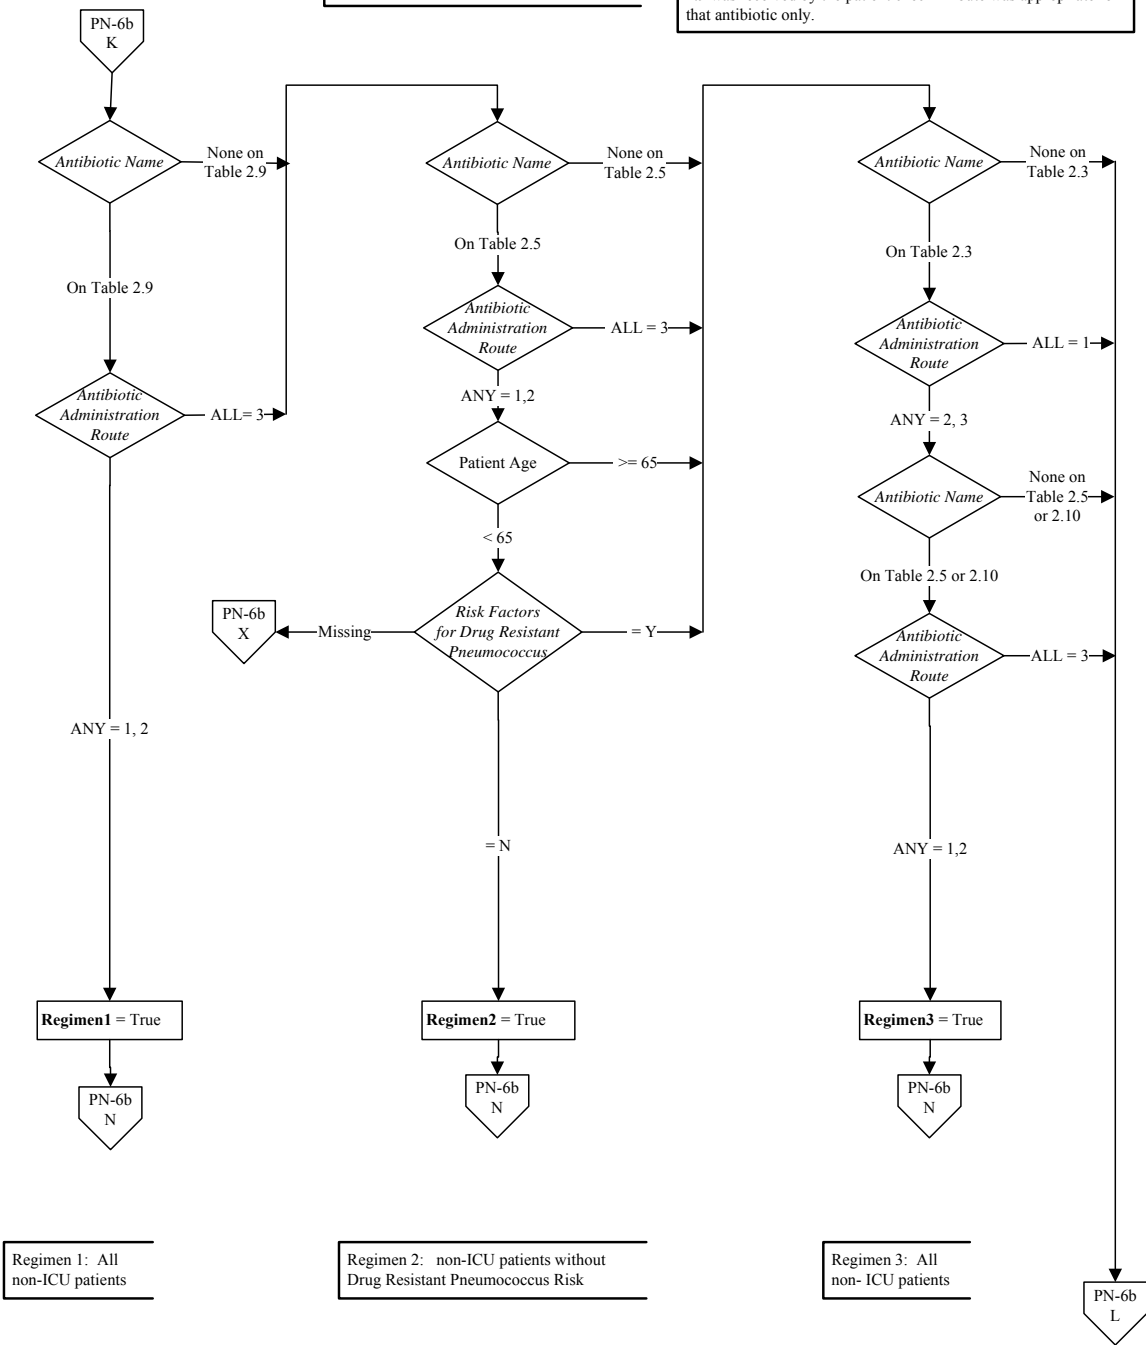 that antibiotic only.
PN-6b
K
Antibiotic Name
None on
Table 2.9
On Table 2.9
Antibiotic
Administration
Route
ALL= 3
ANY = 1, 2
Regimen1 = True
PN-6b
N
Regimen 1: All
non-ICU patients
Antibiotic Name
None on
Table 2.5
On Table 2.5
Antibiotic
Administration
Route
ALL = 3
ANY = 1,2
Patient Age
>= 65
< 65
Risk Factors
for Drug Resistant
Pneumococcus
= Y
Missing
PN-6b
X
= N
Regimen2 = True
PN-6b
N
Regimen 2: non-ICU patients without
Drug Resistant Pneumococcus Risk
Antibiotic Name
None on
Table 2.3
On Table 2.3
Antibiotic
Administration
Route
ALL = 1
ANY = 2, 3
Antibiotic Name
None on
Table 2.5
or 2.10
On Table 2.5 or 2.10
Antibiotic
Administration
Route
ALL = 3
ANY = 1,2
Regimen3 = True
PN-6b
N
Regimen 3: All
non- ICU patients
PN-6b
L